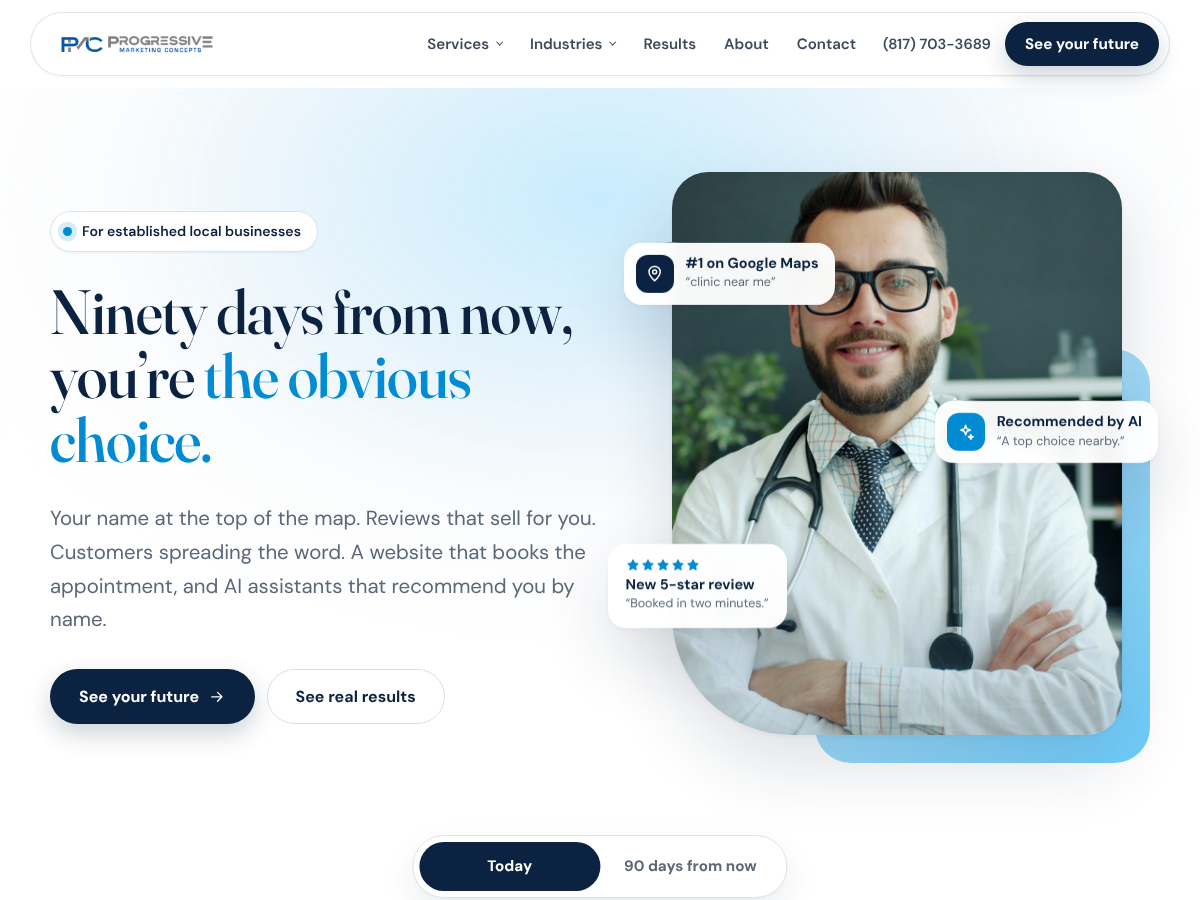 PMC PROGRESSIVE
MARKETING CONCEPTS
Services
Industries
Results
About
Contact
(817) 703-3689
See your future
For established local businesses
Ninety days from now,
you’re the obvious
choice.
Your name at the top of the map. Reviews that sell for you.
Customers spreading the word. A website that books the
appointment, and AI assistants that recommend you by
name.
See your future →
See real results
#1 on Google Maps
“clinic near me”
Recommended by AI
“A top choice nearby.”
New 5-star review
“Booked in two minutes.”
Today
90 days from now